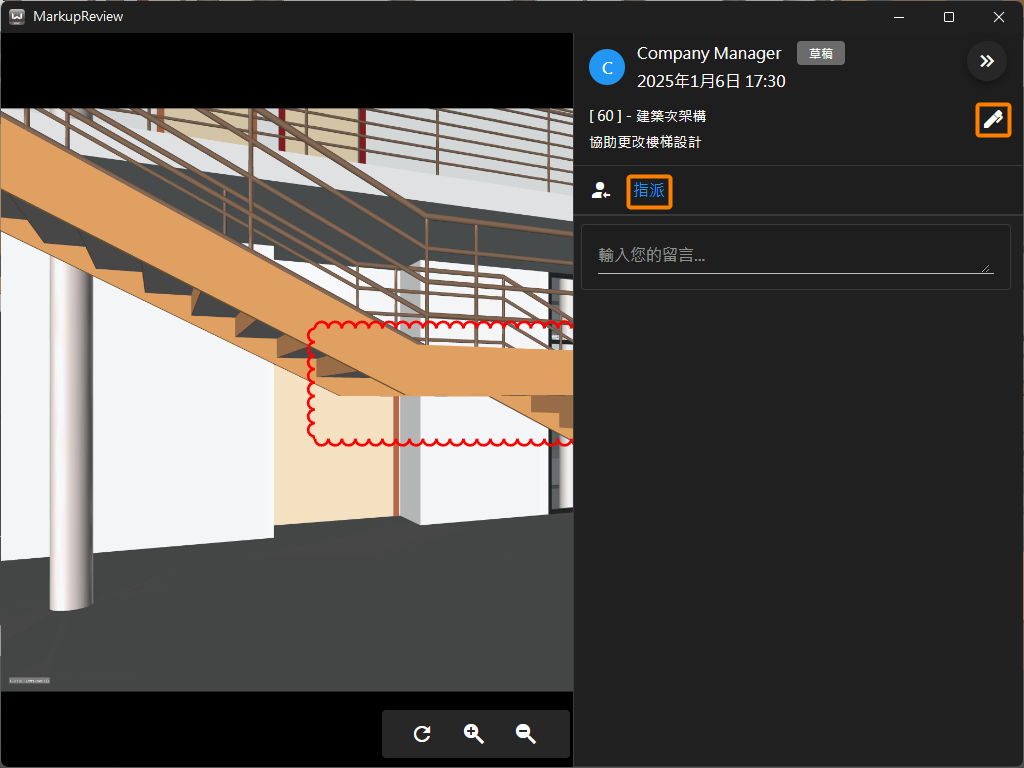 MarkupReview
Company Manager 草稿
C
2025年1月6日 17:30
[ 60 ] - 建築次架構
協助更改樓梯設計
指派
輸入您的留言...